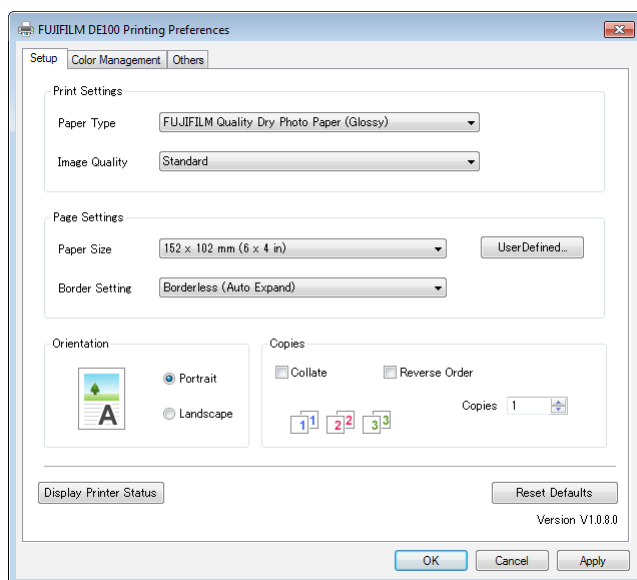 FUJIFILM DE100 Printing Preferences
Setup Color Management Others
Print Settings
Paper Type FUJIFILM Quality Dry Photo Paper (Glossy)
Image Quality Standard
Page Settings
Paper Size 152 x 102 mm (6 x 4 in) UserDefined...
Border Setting Borderless (Auto Expand)
Orientation Copies
Collate Reverse Order
Portrait
Copies 1
A Landscape
1 1 2 2 3 3
Display Printer Status Reset Defaults
Version V1.0.8.0
OK Cancel Apply